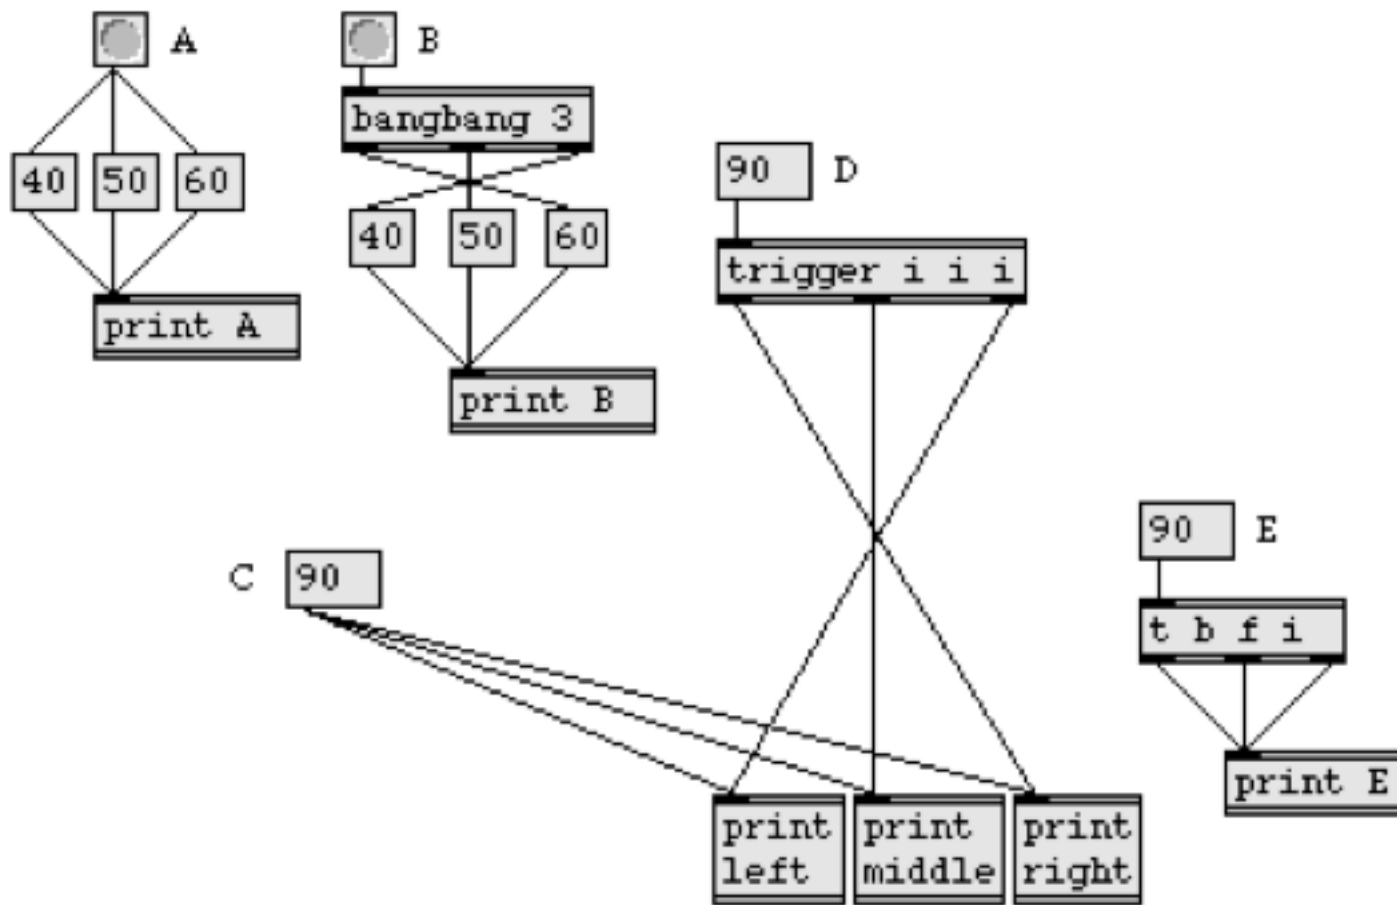 A
B
bangbang 3
40 50 60
90 D
40 50 60
trigger i i i
print A
print B
90 E
C 90
t b f i
print E
print
left
print
middle
print
right